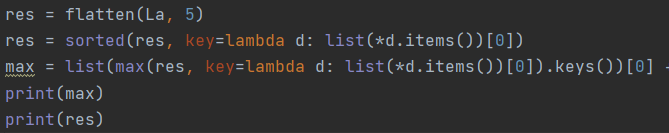 res = flatten(La, 5)
res = sorted(res, key=lambda d: list(*d.items())[0])
max = list(max(res, key=lambda d: list(*d.items())[0]).keys())[0] -
print(max)
print(res)